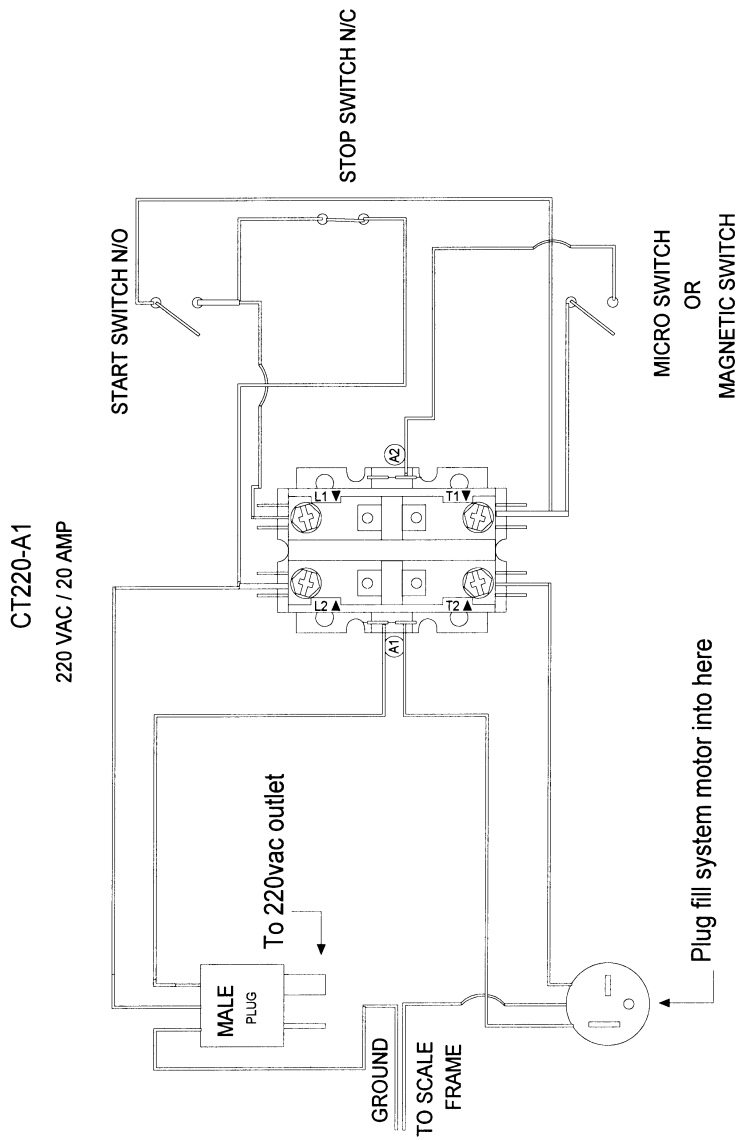 CT220-A1
220 VAC / 20 AMP
START SWITCH N/O
STOP SWITCH N/C
L1
T1
A2
L2
T2
A1
MICRO SWITCH
OR
MAGNETIC SWITCH
MALE
PLUG
To 220vac outlet
GROUND
TO SCALE
FRAME
Plug fill system motor into here